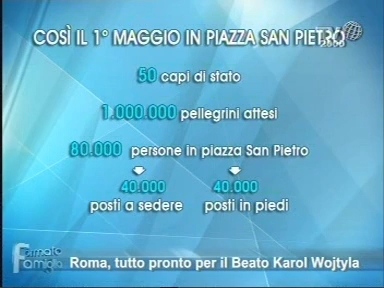 COSÌ IL 1° MAGGIO IN PIAZZA SAN PIETRO
2000
50 capi di stato
1.000.000 pellegrini attesi
80.000 persone in piazza San Pietro
40.000 40.000
posti a sedere posti in piedi
Formato
Famiglia
Roma, tutto pronto per il Beato Karol Wojtyla